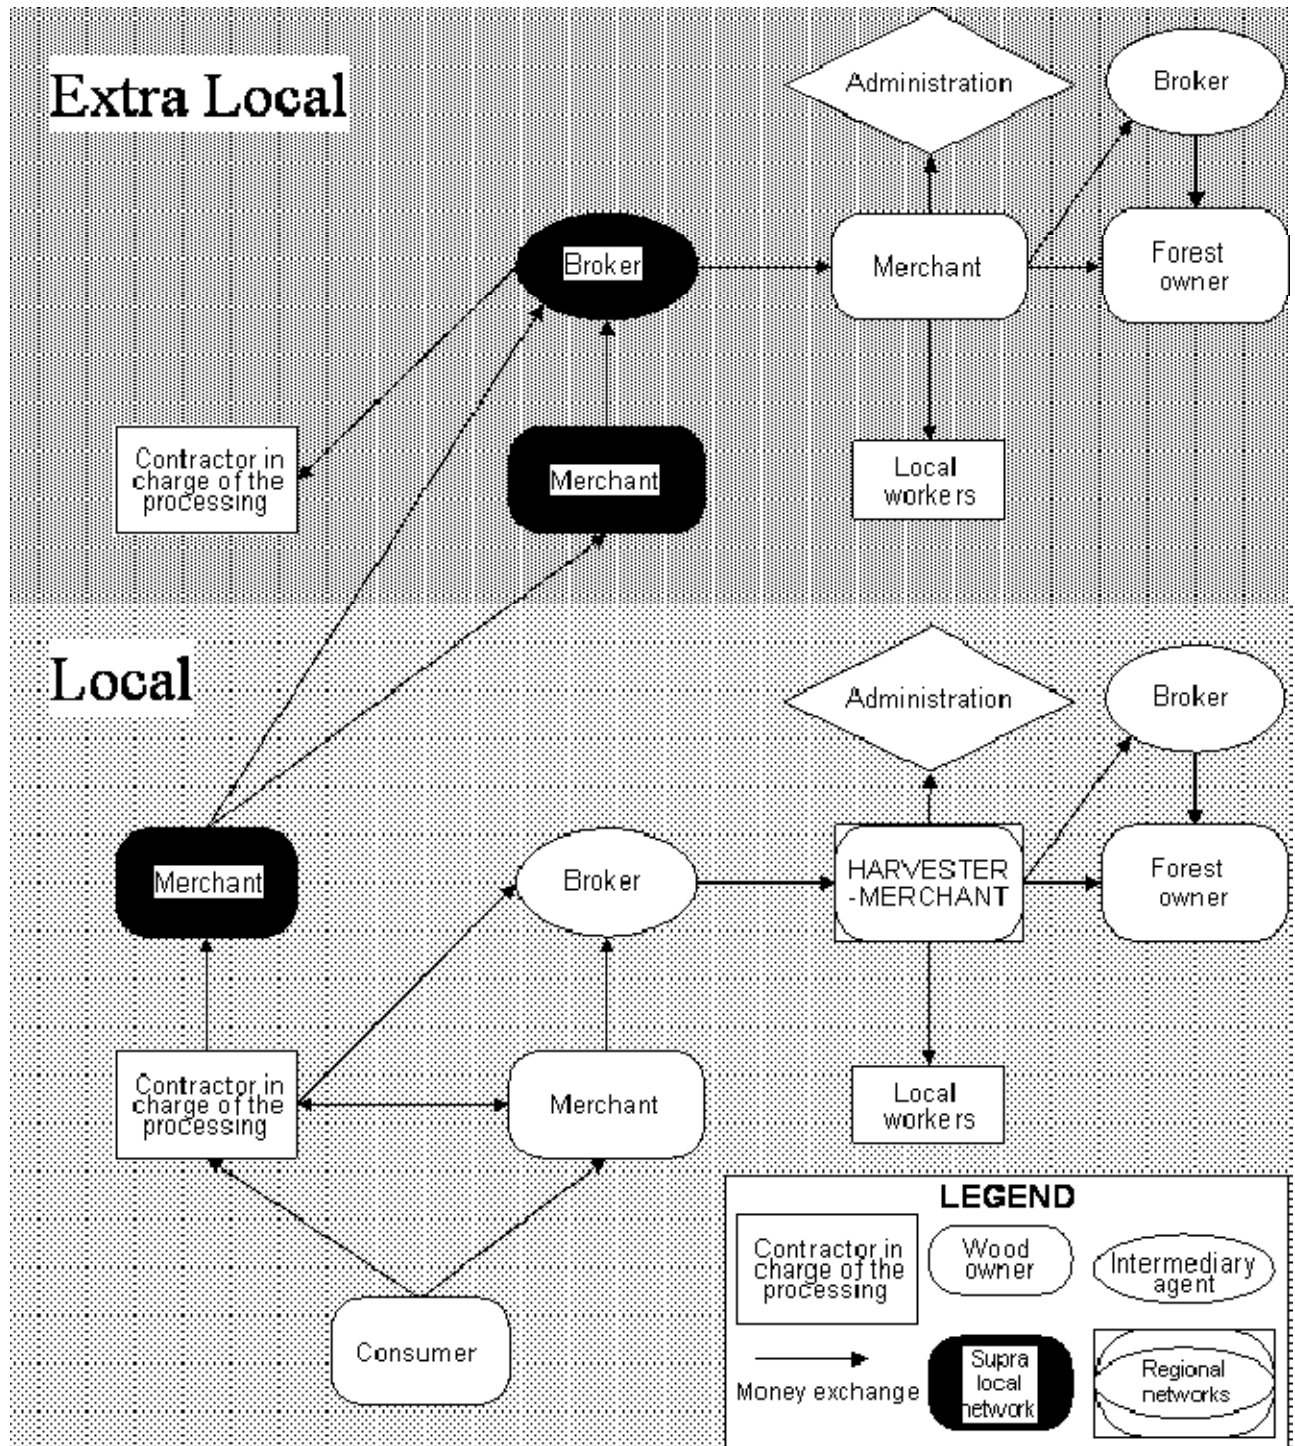 Extra Local
Administration
Broker
Broker
Merchant
Forest
owner
Contractor in
charge of the
processing
Merchant
Local
workers
Local
Administration
Broker
Merchant
Broker
HARVESTER
-MERCHANT
Forest
owner
Contractor in
charge of the
processing
Merchant
Local
workers
Consumer
LEGEND
Contractor in
charge of the
processing
Wood
owner
Intermediary
agent
Money exchange
Supra
local
network
Regional
networks